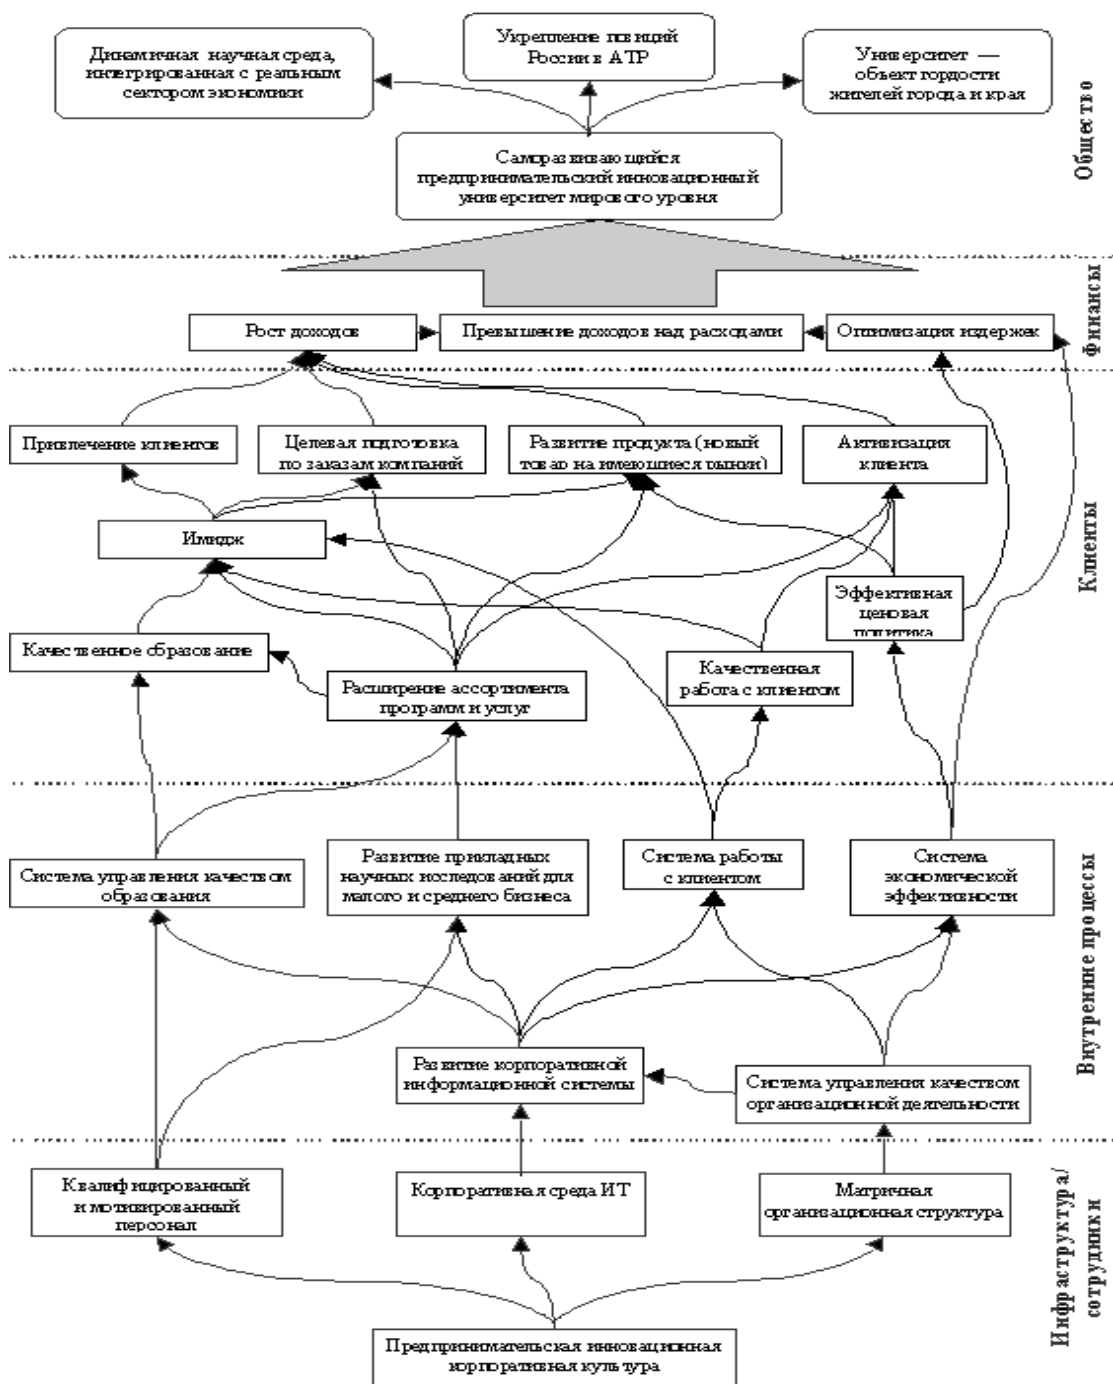 Динамичная научная среда,
интегрированная с реальным
сектором экономики
Укрепление позиций
России в АТР
Университет —
объект гордости
жителей города и края
Саморазвивающийся
предпринимательский инновационный
университет мирового уровня
Общество
Рост доходов
Превышение доходов над расходами
Оптимизация издержек
Финансы
Привлечение клиентов
Целевая подготовка
по заказам компаний
Развитие продукта (новый
товар на имеющиеся рынки)
Активизация
клиента
Имидж
Эффективная
ценовая
политика
Качественное образование
Расширение ассортимента
программ и услуг
Качественная
работа с клиентом
Клиенты
Система управления качеством
образования
Развитие прикладных
научных исследований для
малого и среднего бизнеса
Система работы
с клиентом
Система
экономической
эффективности
Развитие корпоративной
информационной системы
Система управления качеством
организационной деятельности
Внутренние процессы
Квалифицированный
и мотивированный
персонал
Корпоративная среда ИТ
Матричная
организационная структура
Предпринимательская инновационная
корпоративная культура
Инфраструктура/
сотрудники